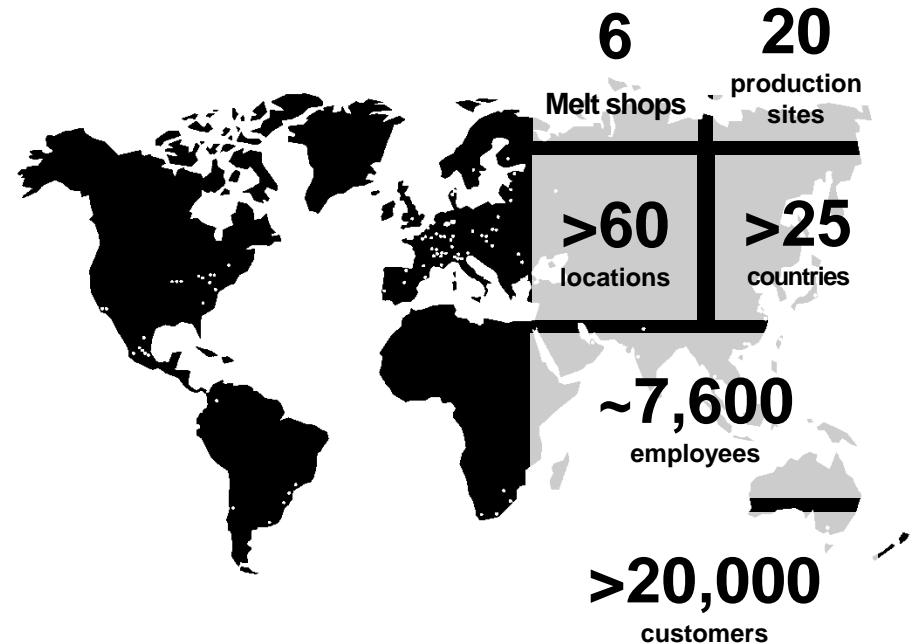 6
Melt shops
20
production
sites
>60
locations
>25
countries
~7,600
employees
>20,000
customers